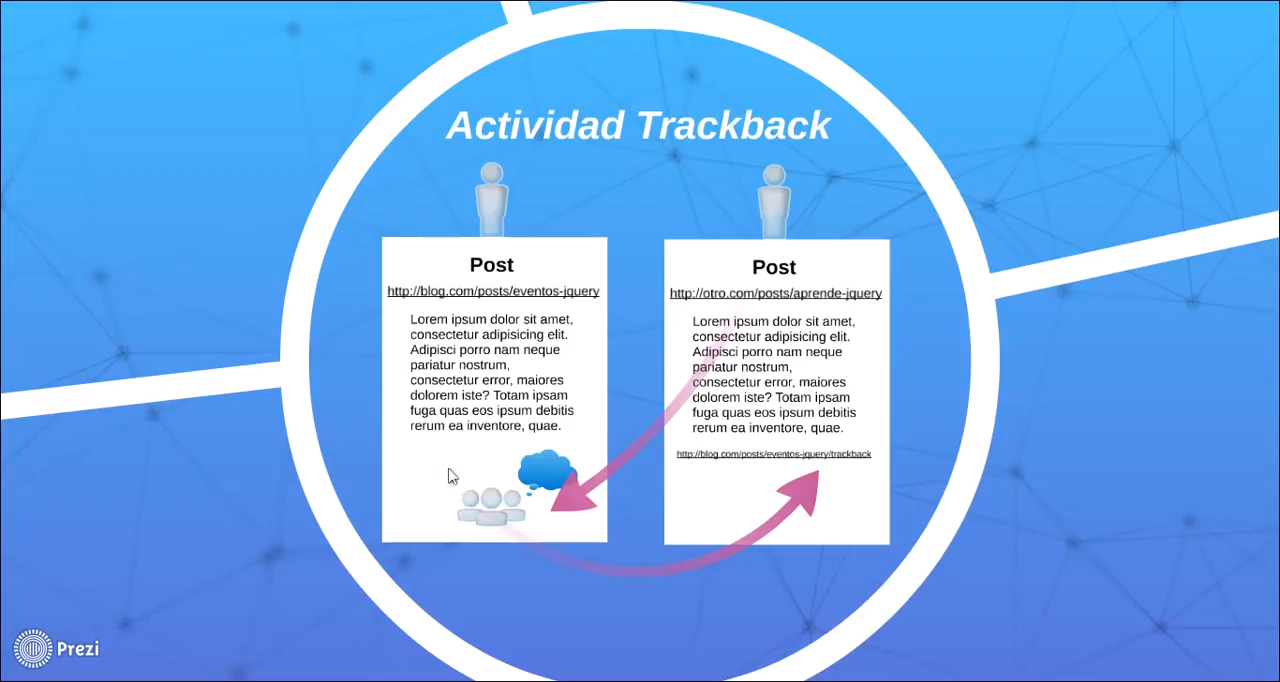 Actividad Trackback
Post
http://blog.com/posts/eventos-jquery
Lorem ipsum dolor sit amet,
consectetur adipisicing elit.
Adipisci porro nam neque
pariatur nostrum,
consectetur error, maiores
dolorem iste? Totam ipsam
fuga quas eos ipsum debitis
rerum ea inventore, quae.
Post
http://otro.com/posts/aprende-jquery
Lorem ipsum dolor sit amet,
consectetur adipisicing elit.
Adipisci porro nam neque
pariatur nostrum,
consectetur error, maiores
dolorem iste? Totam ipsam
fuga quas eos ipsum debitis
rerum ea inventore, quae.
http://blog.com/posts/eventos-jquery/trackback
Prezi